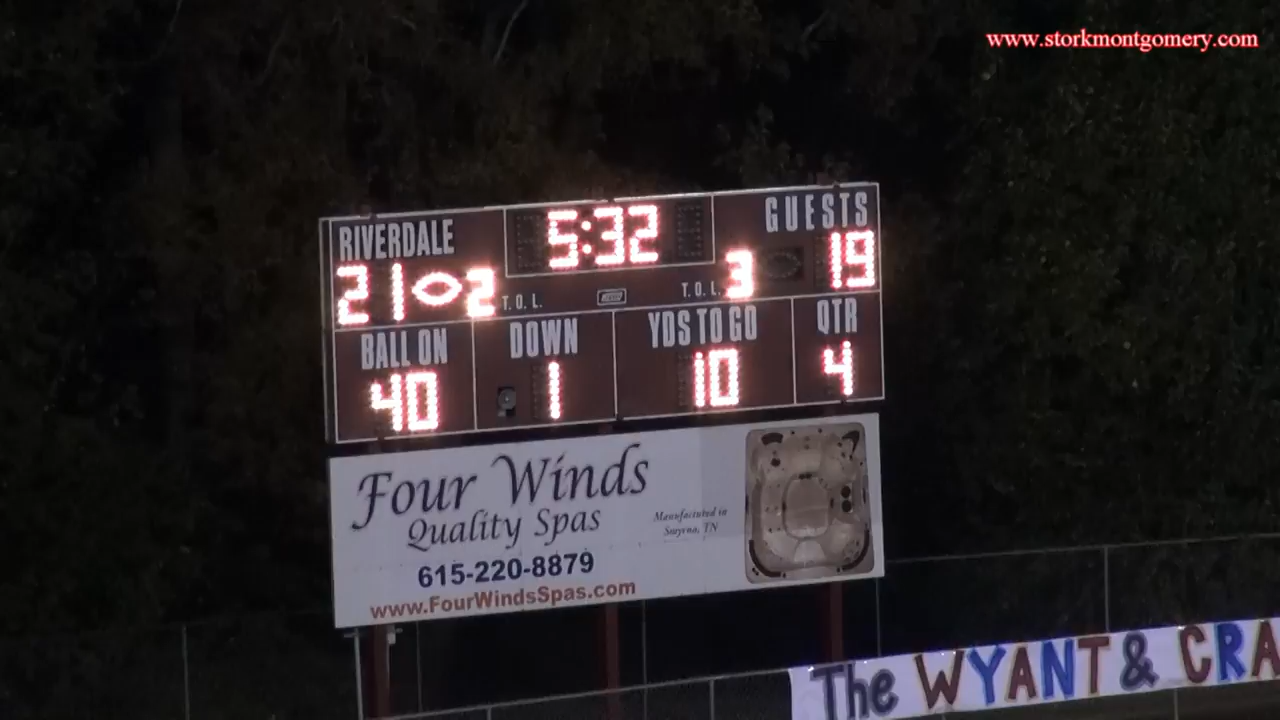 www.storkmontgomery.com
RIVERDALE 5:32 GUESTS
21 2 T.O.L. T.O.L. 3 19
BALL ON DOWN YDS TO GO QTR
40 1 10 4
Four Winds
Quality Spas
Manufactured in
Smyrna, TN
615-220-8879
www.FourWindsSpas.com
The WYANT & CRA